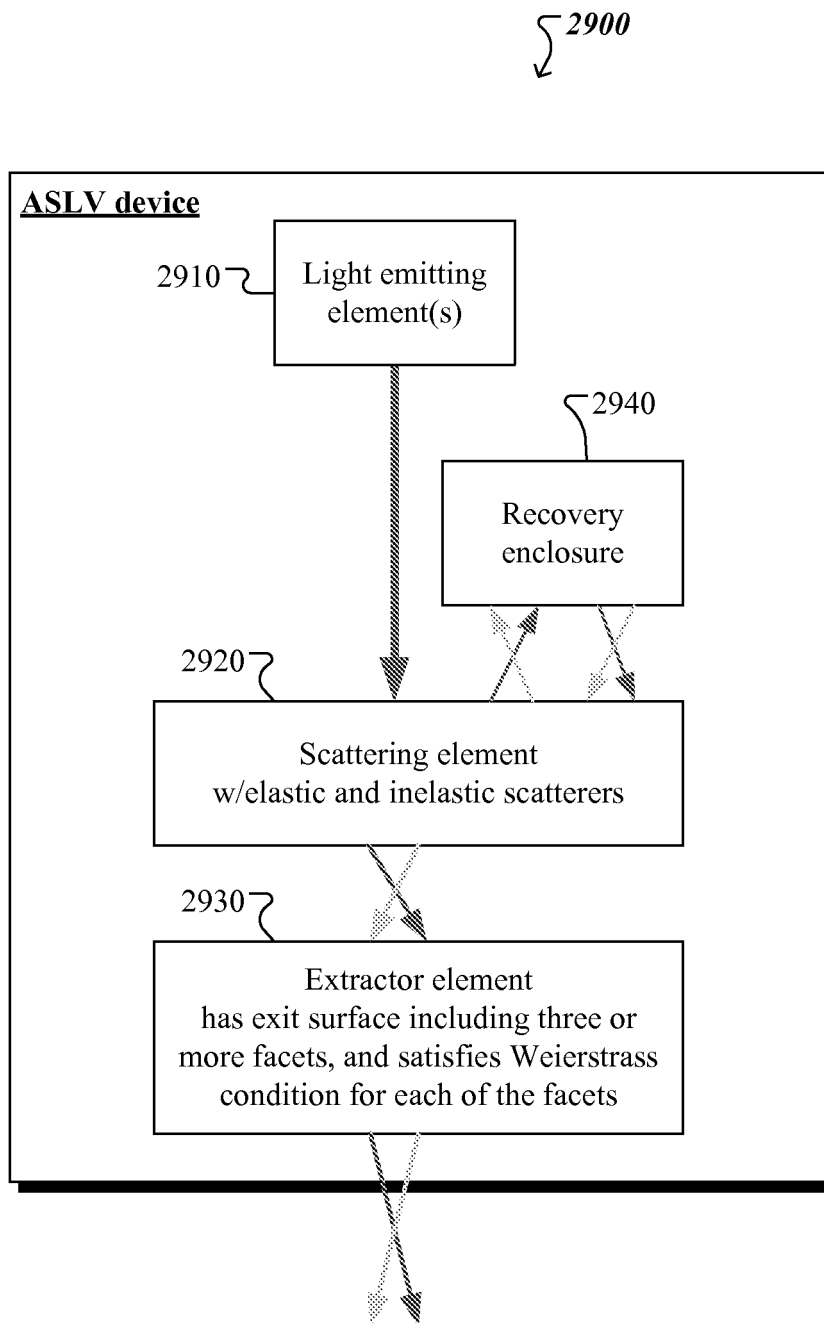 2900
ASLV device
2910
Light emitting
element(s)
2940
Recovery
enclosure
2920
Scattering element
w/elastic and inelastic scatterers
2930
Extractor element
has exit surface including three or
more facets, and satisfies Weierstrass
condition for each of the facets